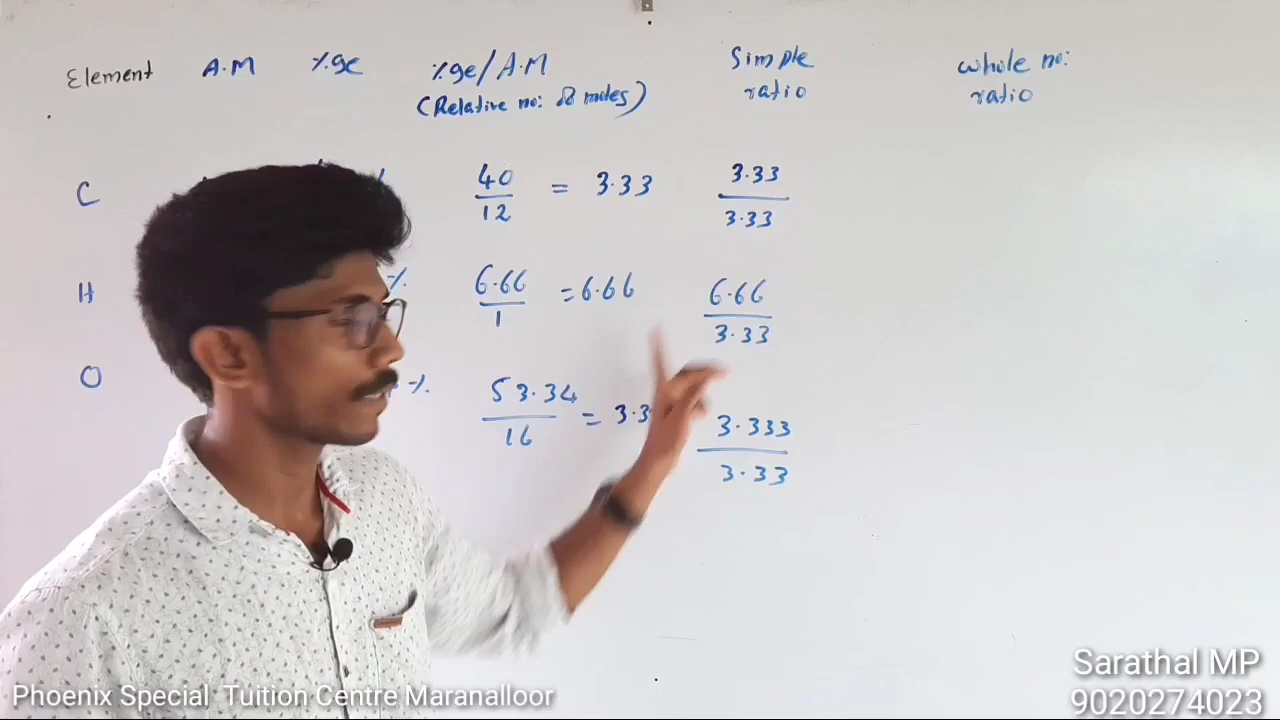 Element A.M %ge %ge/A.M Simple Whole no:
(Relative no: of moles) ratio ratio
C 40/12 = 3.33 3.33/3.33
H % 6.66/1 = 6.66 6.66/3.33
O % 53.34/16 = 3.3 3.333/3.33
Sarathal MP
Phoenix Special Tuition Centre Maranalloor 9020274023